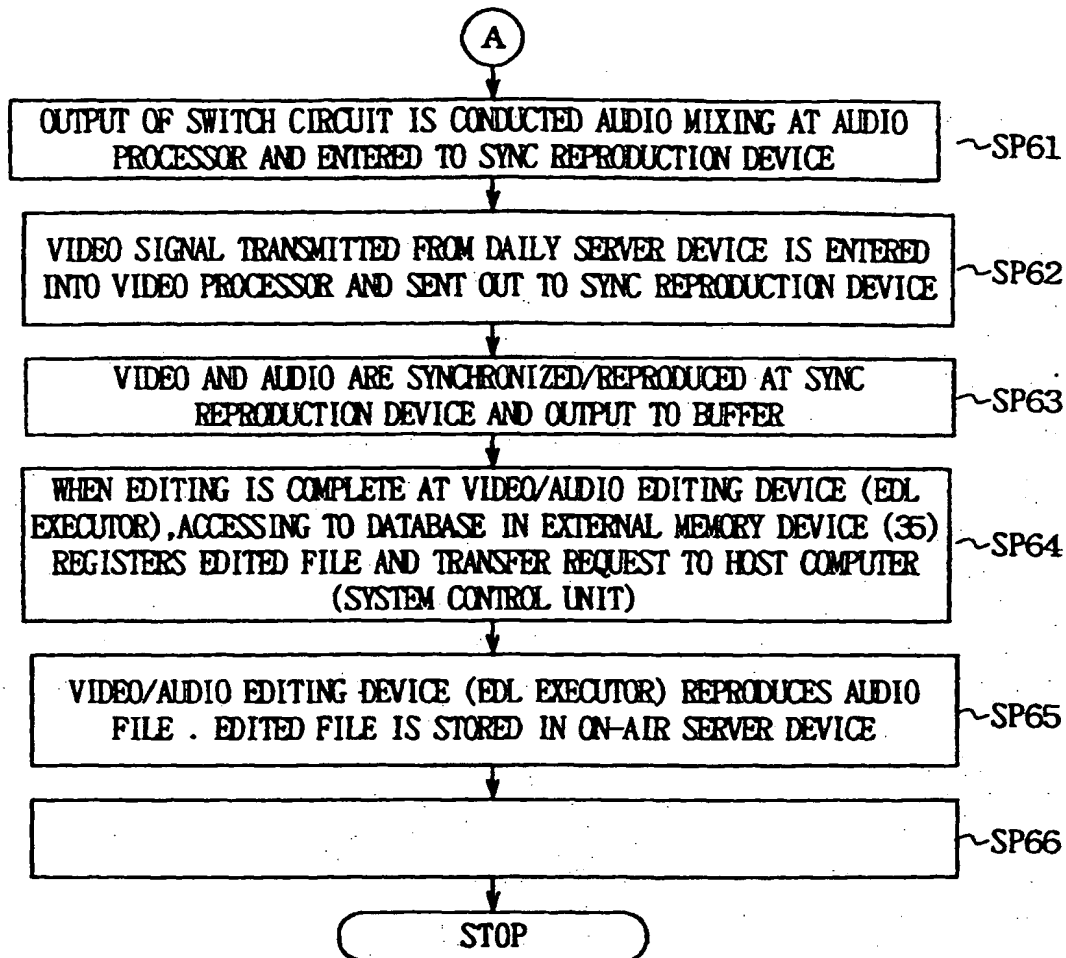 A
OUTPUT OF SWITCH CIRCUIT IS CONDUCTED AUDIO MIXING AT AUDIO
PROCESSOR AND ENTERED TO SYNC REPRODUCTION DEVICE
SP61
VIDEO SIGNAL TRANSMITTED FROM DAILY SERVER DEVICE IS ENTERED
INTO VIDEO PROCESSOR AND SENT OUT TO SYNC REPRODUCTION DEVICE
SP62
VIDEO AND AUDIO ARE SYNCHRONIZED/REPRODUCED AT SYNC
REPRODUCTION DEVICE AND OUTPUT TO BUFFER
SP63
WHEN EDITING IS COMPLETE AT VIDEO/AUDIO EDITING DEVICE (EDL
EXECUTOR),ACCESSING TO DATABASE IN EXTERNAL MEMORY DEVICE (35)
REGISTERS EDITED FILE AND TRANSFER REQUEST TO HOST COMPUTER
(SYSTEM CONTROL UNIT)
SP64
VIDEO/AUDIO EDITING DEVICE (EDL EXECUTOR) REPRODUCES AUDIO
FILE . EDITED FILE IS STORED IN ON-AIR SERVER DEVICE
SP65
SP66
STOP